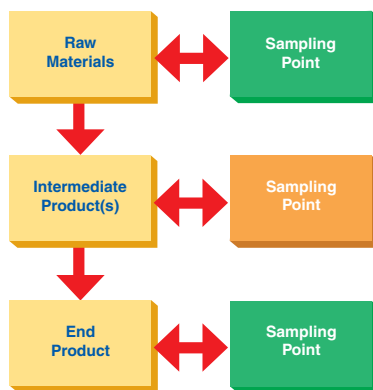 Raw
Materials
Sampling
Point
Intermediate
Product(s)
Sampling
Point
End
Product
Sampling
Point